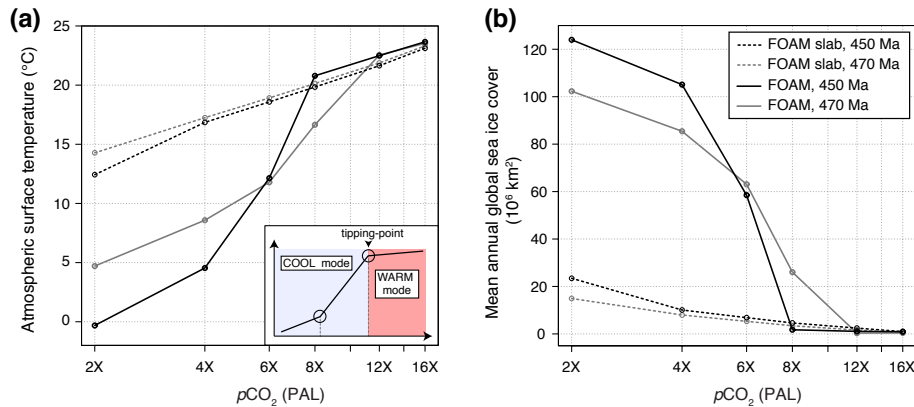 (a)
25
20
15
10
5
0
Atmospheric surface temperature (°C)
tipping-point
COOL mode
WARM
mode
2X 4X 6X 8X 12X 16X
pCO2 (PAL)
(b)
FOAM slab, 450 Ma
FOAM slab, 470 Ma
FOAM, 450 Ma
FOAM, 470 Ma
120
100
80
60
40
20
0
Mean annual global sea ice cover
(10⁶ km²)
2X 4X 6X 8X 12X 16X
pCO₂ (PAL)